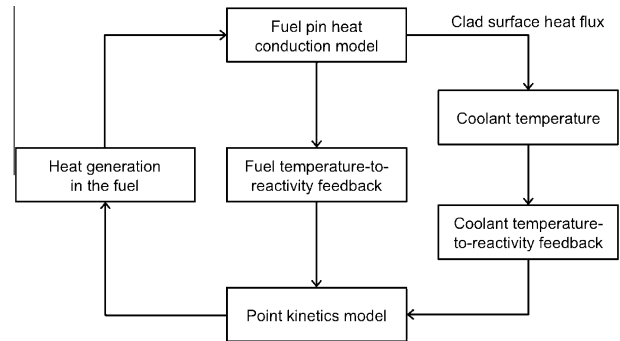 Fuel pin heat
conduction model
Clad surface heat flux
Coolant temperature
Heat generation
in the fuel
Fuel temperature-to-
reactivity feedback
Coolant temperature-
to-reactivity feedback
Point kinetics model